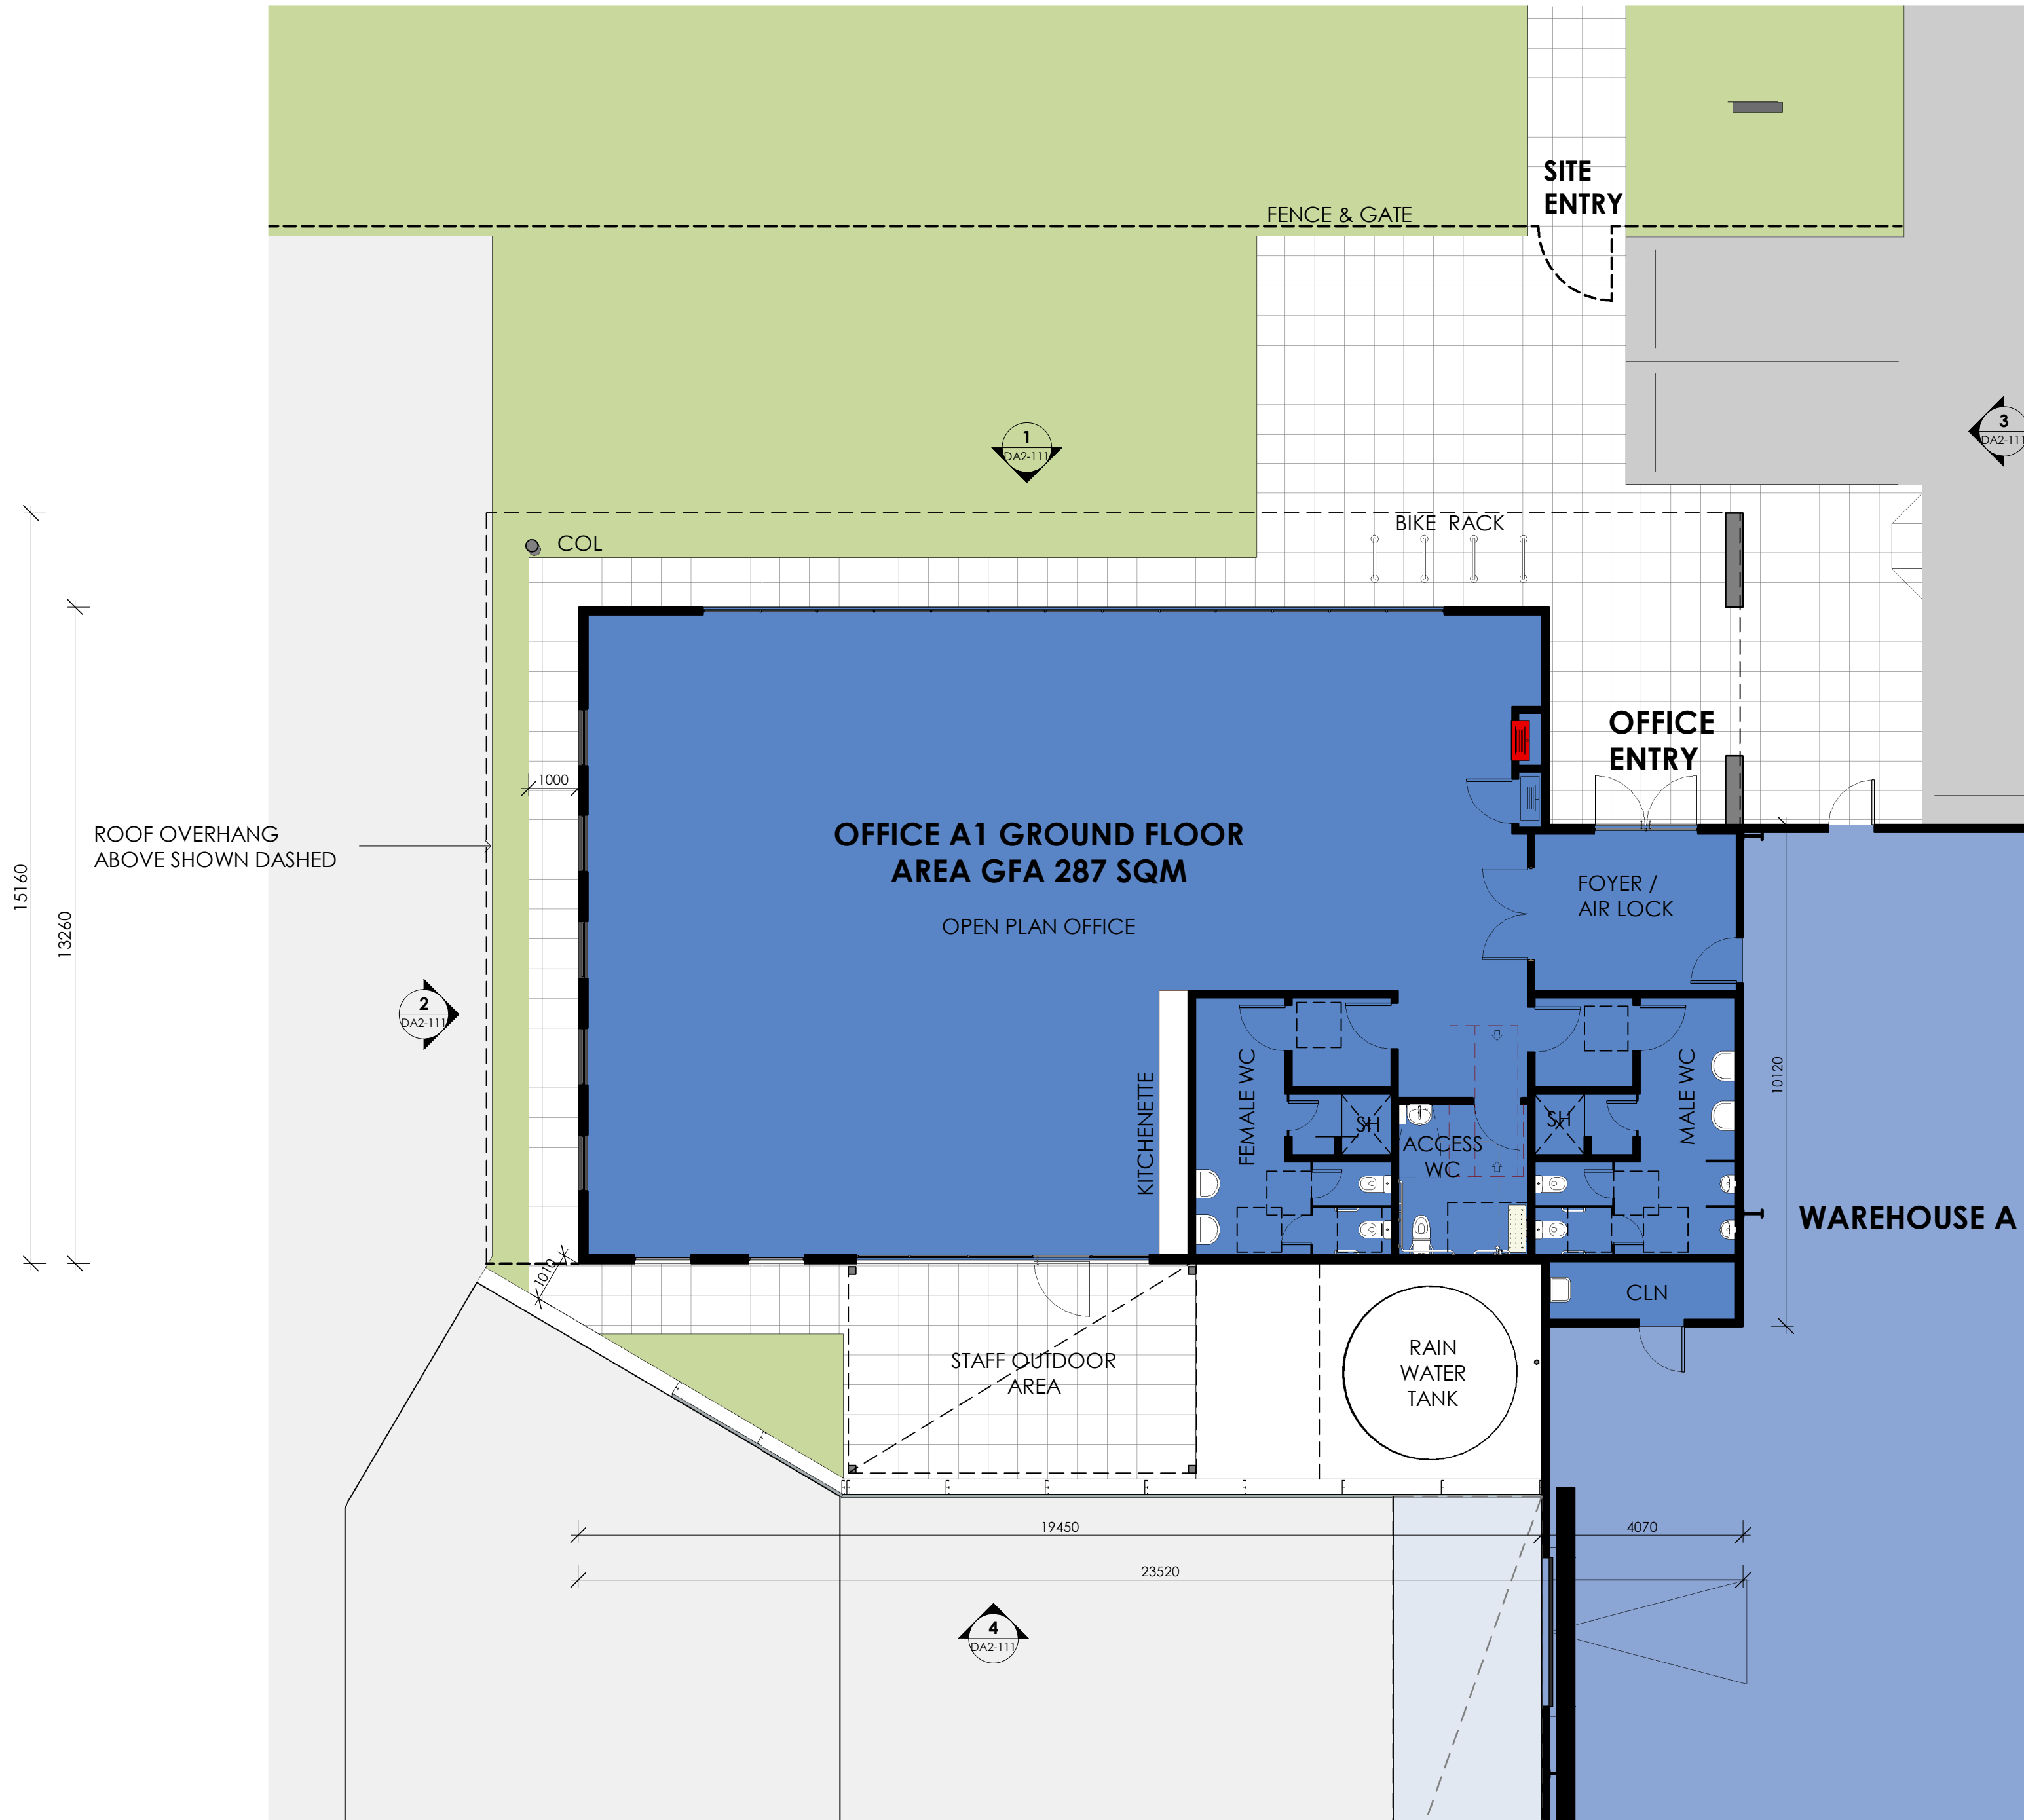 SITE
ENTRY
FENCE & GATE
1
DA2-111
3
DA2-111
BIKE RACK
COL
OFFICE
ENTRY
1000
OFFICE A1 GROUND FLOOR
AREA GFA 287 SQM
OPEN PLAN OFFICE
ROOF OVERHANG
ABOVE SHOWN DASHED
15160
13260
FOYER /
AIR LOCK
2
DA2-111
KITCHENETTE
FEMALE WC
SH
ACCESS
WC
SH
MALE WC
10120
WAREHOUSE A
1010
CLN
STAFF OUTDOOR
AREA
RAIN
WATER
TANK
19450
4070
23520
4
DA2-111